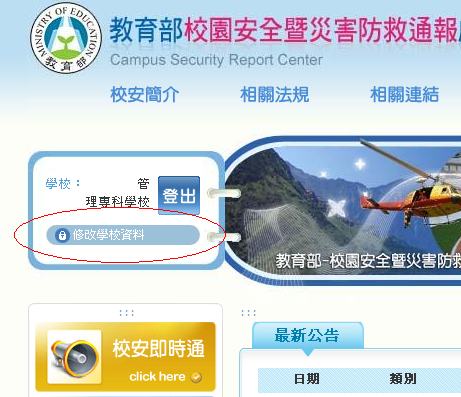 MINISTRY OF EDUCATION
教育部
教育部校園安全暨災害防救通報
Campus Security Report Center
校安簡介 相關法規 相關連結
學校： 管
理專科學校
登出
修改學校資料
教育部-校園安全暨災害防救
校安即時通
click here
最新公告
日期 類別